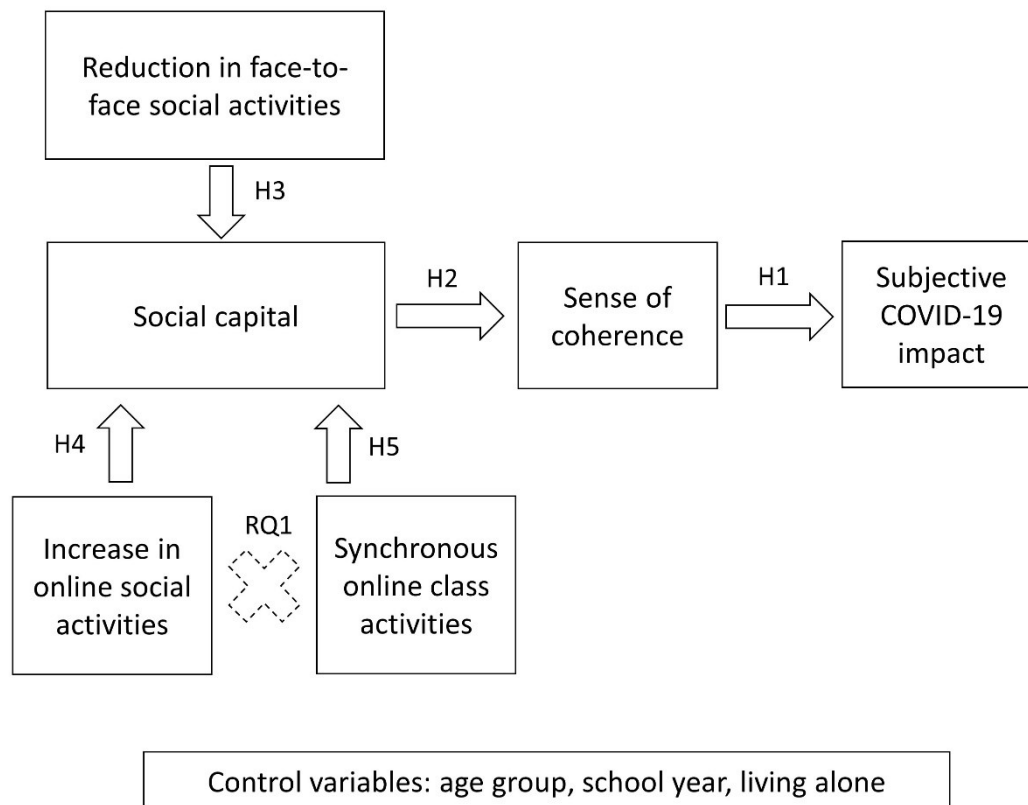 Reduction in face-to-
face social activities
H3
Social capital
H2
Sense of
coherence
H1
Subjective
COVID-19
impact
H4
H5
Increase in
online social
activities
RQ1
Synchronous
online class
activities
Control variables: age group, school year, living alone